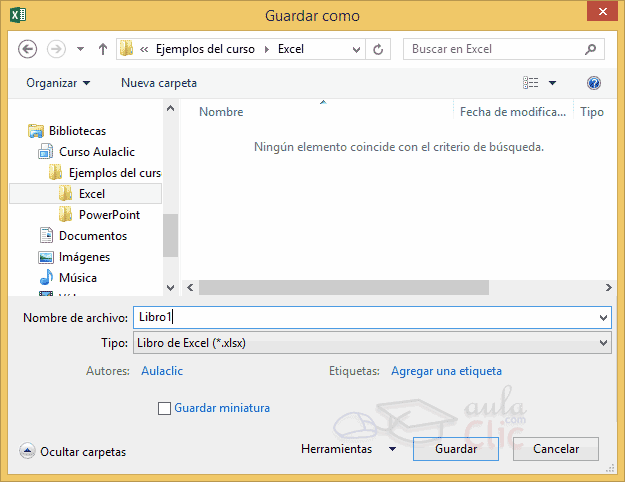 Guardar como
« Ejemplos del curso Excel Buscar en Excel
Organizar Nueva carpeta
Nombre Fecha de modifica... Tipo
Ningún elemento coincide con el criterio de búsqueda.
Bibliotecas
Curso Aulaclic
Ejemplos del curs
Excel
PowerPoint
Documentos
Imágenes
Música
Nombre de archivo: Libro1
Tipo: Libro de Excel (*.xlsx)
Autores: Aulaclic Etiquetas: Agregar una etiqueta
Guardar miniatura
aula
.com
Clic
Ocultar carpetas Herramientas Guardar Cancelar